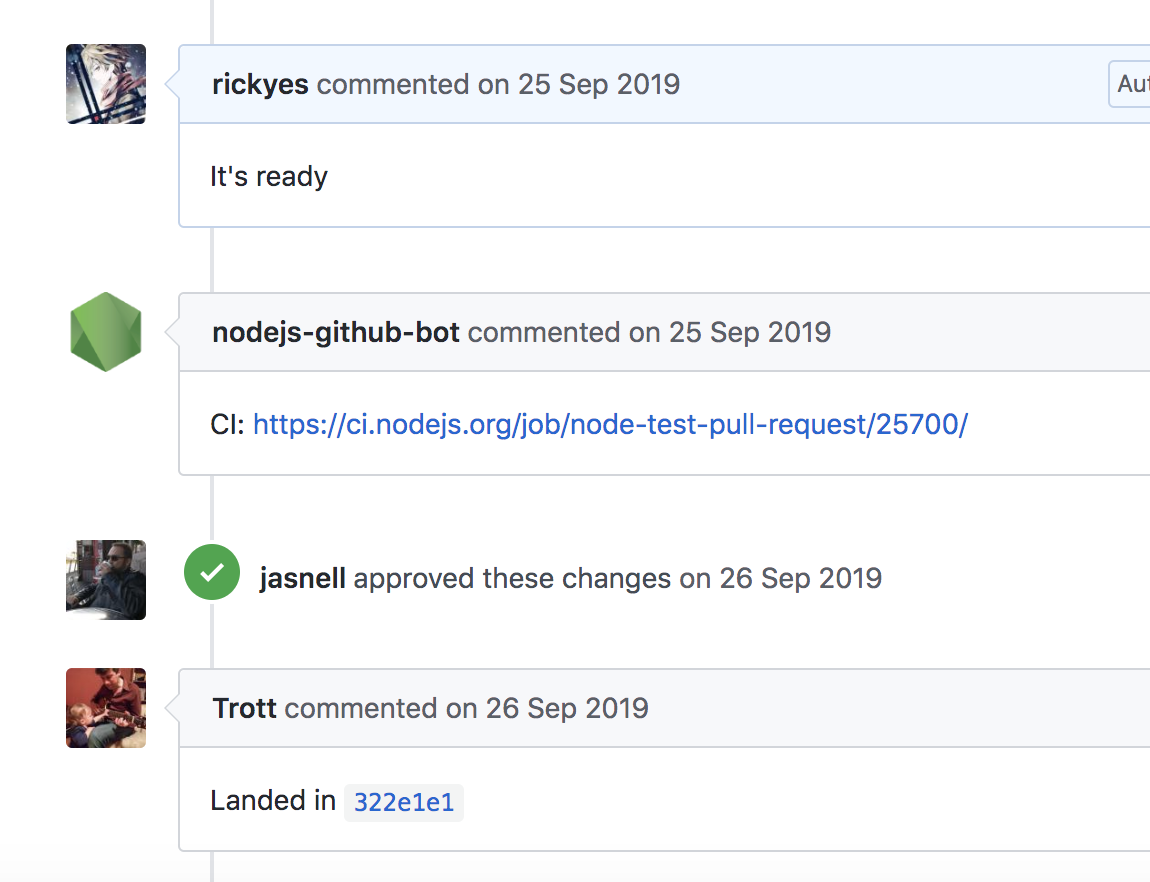 rickyes commented on 25 Sep 2019
Aut
It's ready
nodejs-github-bot commented on 25 Sep 2019
CI: https://ci.nodejs.org/job/node-test-pull-request/25700/
jasnell approved these changes on 26 Sep 2019
Trott commented on 26 Sep 2019
Landed in 322e1e1